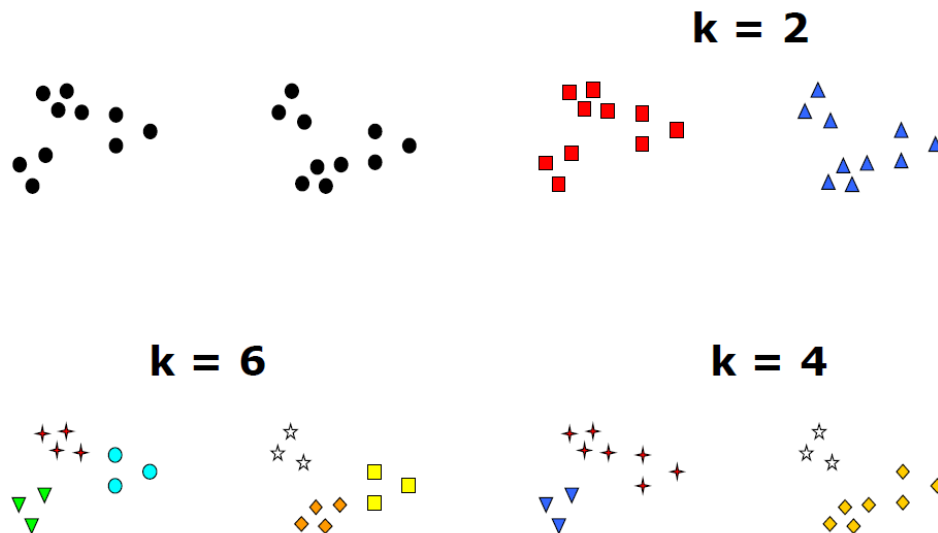 k = 2
k = 6
k = 4